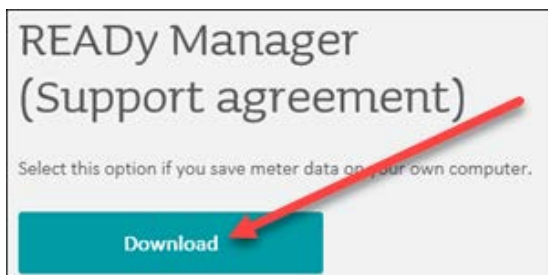 READy Manager
(Support agreement)
Select this option if you save meter data on your own computer.
Download